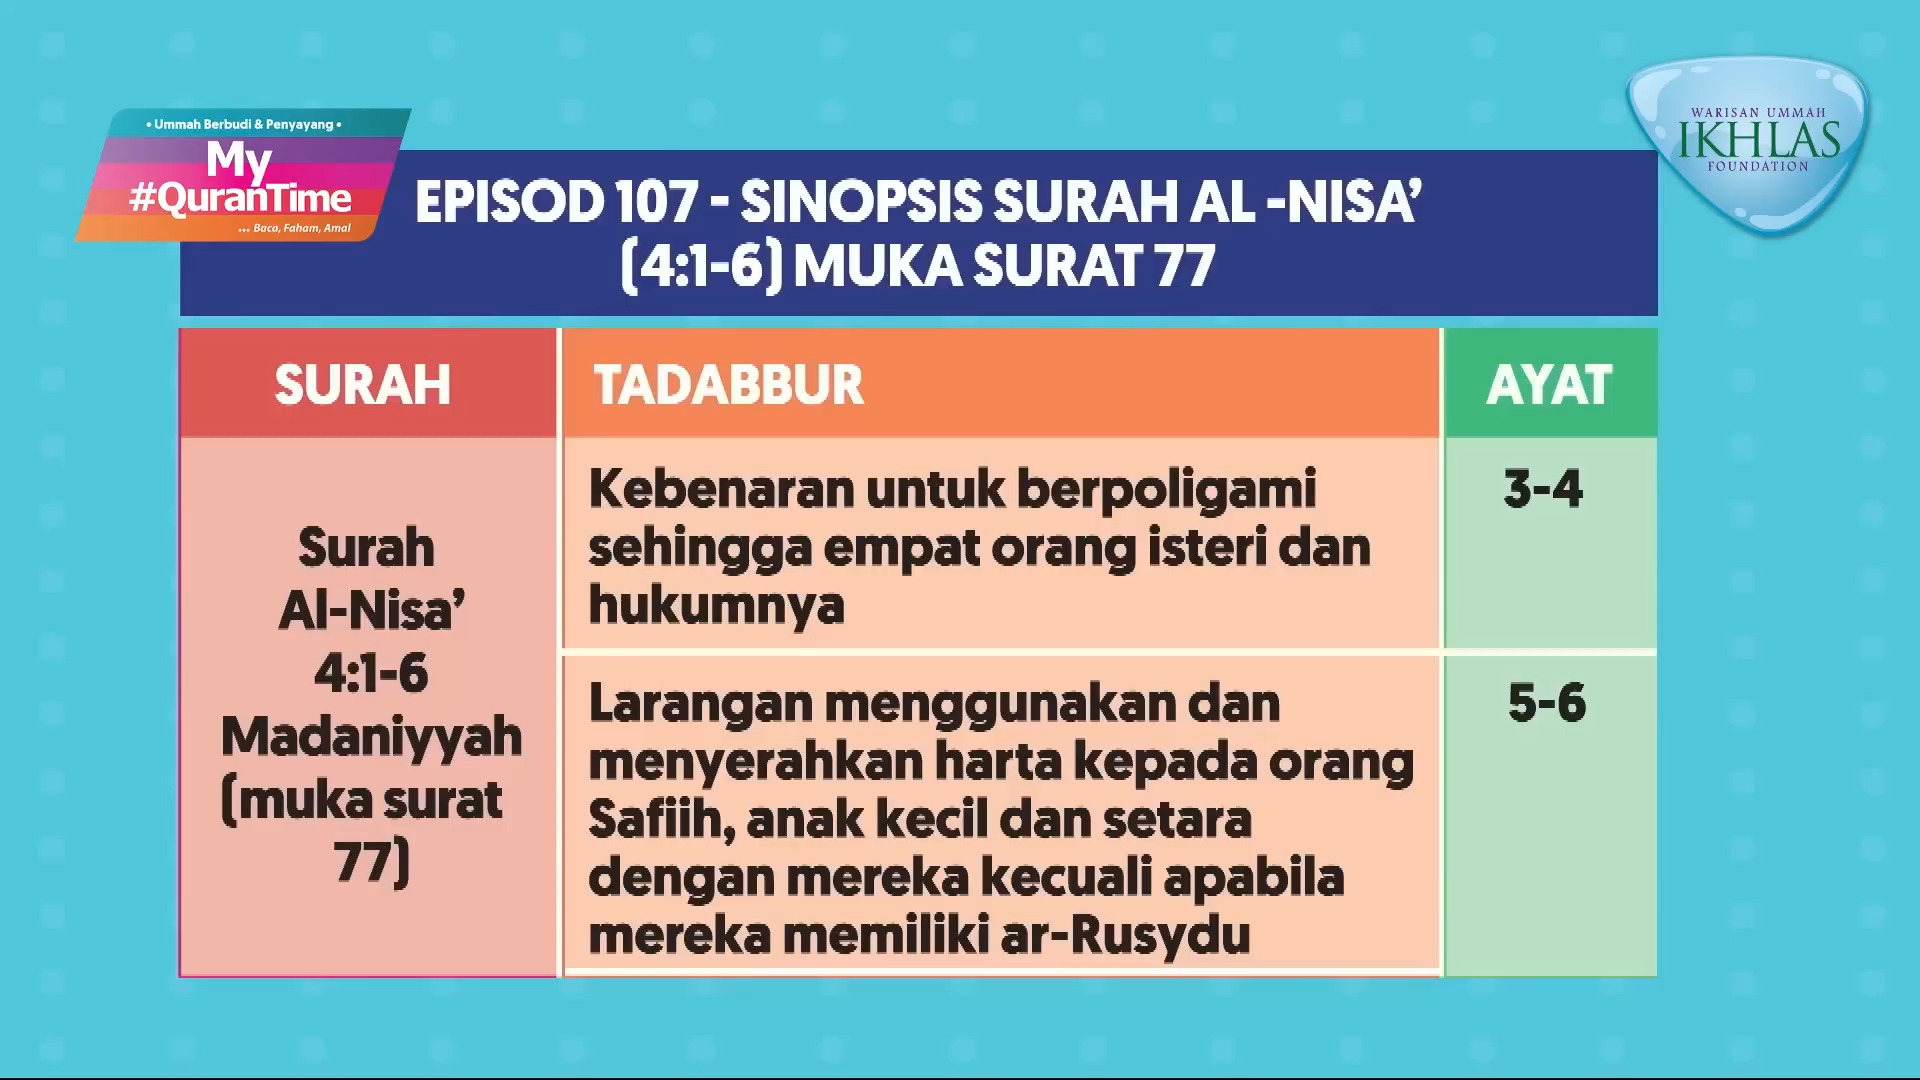 • Ummah Berbudi & Penyayang •
My
#QuranTime
... Baca, Faham, Amal
WARISAN UMMAH
IKHLAS
FOUNDATION
EPISOD 107 - SINOPSIS SURAH AL -NISA’
(4:1-6) MUKA SURAT 77
SURAH
TADABBUR
AYAT
Surah
Al-Nisa’
4:1-6
Madaniyyah
(muka surat
77)
Kebenaran untuk berpoligami
sehingga empat orang isteri dan
hukumnya
3-4
Larangan menggunakan dan
menyerahkan harta kepada orang
Safiih, anak kecil dan setara
dengan mereka kecuali apabila
mereka memiliki ar-Rusydu
5-6